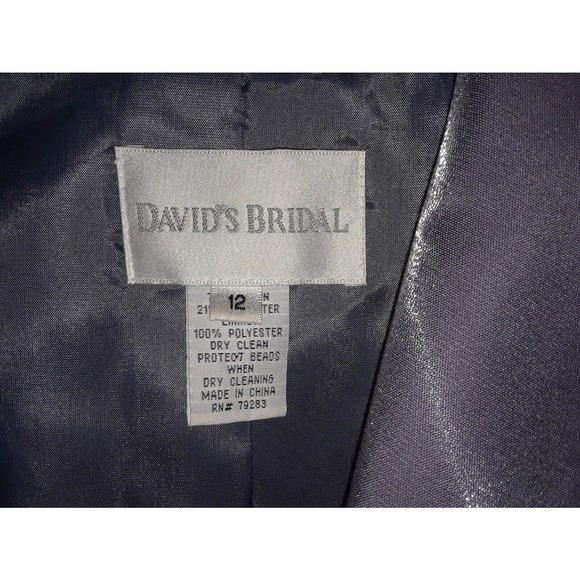 DAVID'S BRIDAL
12
100% POLYESTER
DRY CLEAN
PROTECT BEADS
WHEN
DRY CLEANING
MADE IN CHINA
RN# 79283